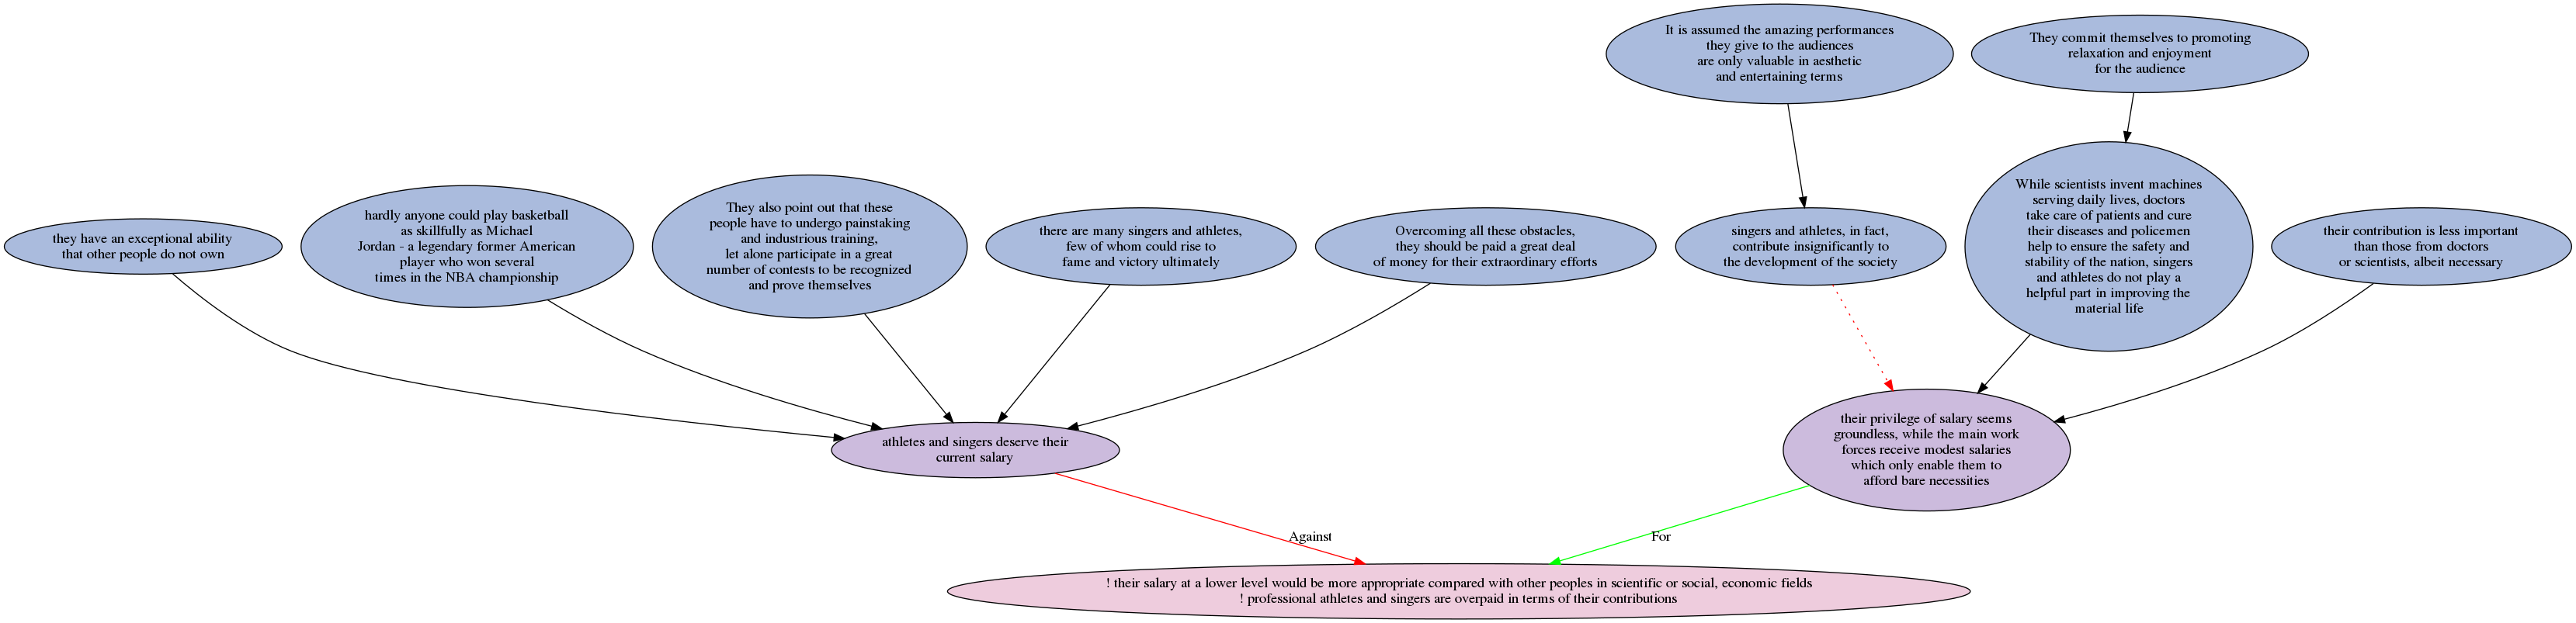 It is assumed the amazing performances
they give to the audiences
are only valuable in aesthetic
and entertaining terms
They commit themselves to promoting
relaxation and enjoyment
for the audience
they have an exceptional ability
that other people do not own
hardly anyone could play basketball
as skillfully as Michael
Jordan - a legendary former American
player who won several
times in the NBA championship
They also point out that these
people have to undergo painstaking
and industrious training,
let alone participate in a great
number of contests to be recognized
and prove themselves
there are many singers and athletes,
few of whom could rise to
fame and victory ultimately
Overcoming all these obstacles,
they should be paid a great deal
of money for their extraordinary efforts
singers and athletes, in fact,
contribute insignificantly to
the development of the society
While scientists invent machines
serving daily lives, doctors
take care of patients and cure
their diseases and policemen
help to ensure the safety and
stability of the nation, singers
and athletes do not play a
helpful part in improving the
material life
their contribution is less important
than those from doctors
or scientists, albeit necessary
athletes and singers deserve their
current salary
their privilege of salary seems
groundless, while the main work
forces receive modest salaries
which only enable them to
afford bare necessities
Against
For
! their salary at a lower level would be more appropriate compared with other peoples in scientific or social, economic fields
! professional athletes and singers are overpaid in terms of their contributions